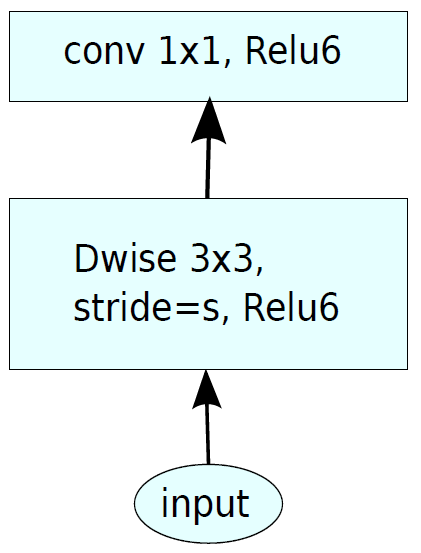 conv 1x1, Relu6
Dwise 3x3,
stride=s, Relu6
input